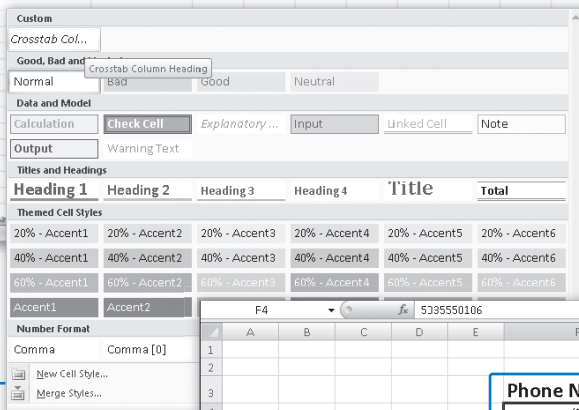 Custom
Crosstab Col...
Good, Bad and
Crosstab Column Heading
Normal Bad Good Neutral
Data and Model
Calculation Check Cell Explanatory ... Input Linked Cell Note
Output Warning Text
Titles and Headings
Heading 1 Heading 2 Heading 3 Heading 4 Title Total
Themed Cell Styles
20% - Accent1 20% - Accent2 20% - Accent3 20% - Accent4 20% - Accent5 20% - Accent6
40% - Accent1 40% - Accent2 40% - Accent3 40% - Accent4 40% - Accent5 40% - Accent6
60% - Accent1 60% - Accent2 60% - Accent3 60% - Accent4 60% - Accent5 60% - Accent6
Accent1 Accent2
F4 fx 5035550106
Number Format
A B C D E F
Comma Comma [0] 1
New Cell Style... 2
Merge Styles... 3 Phone N